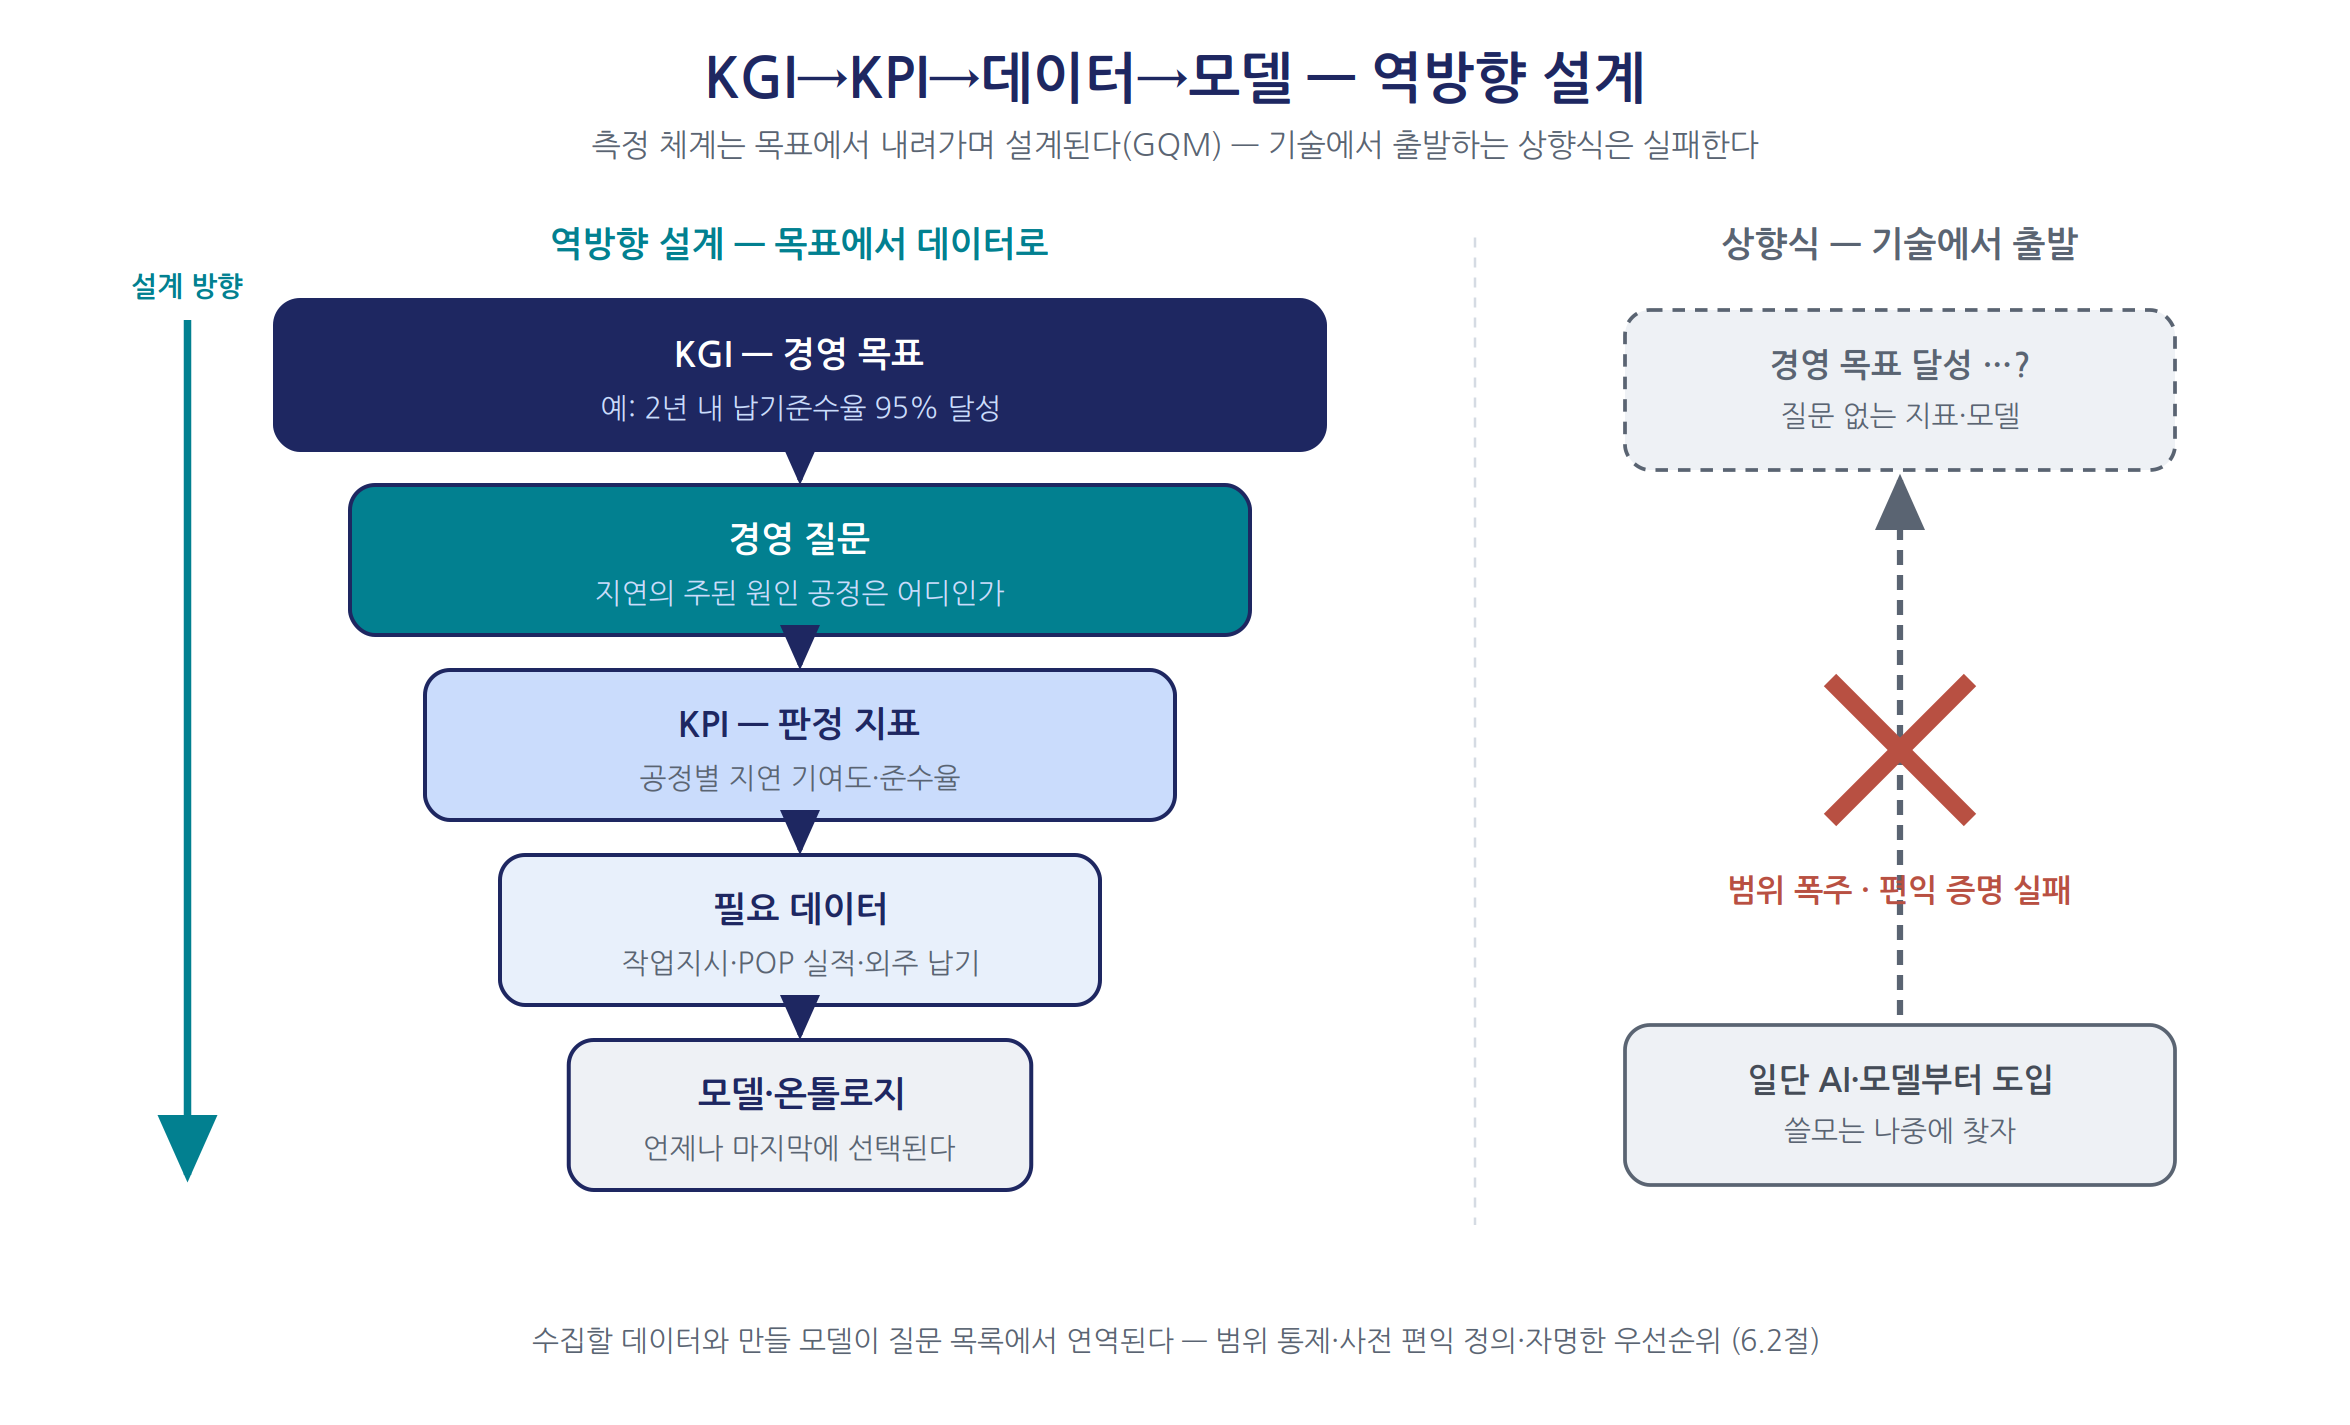 KGI→KPI→데이터→모델 — 역방향 설계
측정 체계는 목표에서 내려가며 설계된다(GQM) — 기술에서 출발하는 상향식은 실패한다
역방향 설계 — 목표에서 데이터로
설계 방향
KGI — 경영 목표
예: 2년 내 납기준수율 95% 달성
경영 질문
지연의 주된 원인 공정은 어디인가
KPI — 판정 지표
공정별 지연 기여도·준수율
필요 데이터
작업지시·POP 실적·외주 납기
모델·온톨로지
언제나 마지막에 선택된다
상향식 — 기술에서 출발
경영 목표 달성 …?
질문 없는 지표·모델
범위 폭주 · 편익 증명 실패
일단 AI·모델부터 도입
쓸모는 나중에 찾자
수집할 데이터와 만들 모델이 질문 목록에서 연역된다 — 범위 통제·사전 편익 정의·자명한 우선순위 (6.2절)